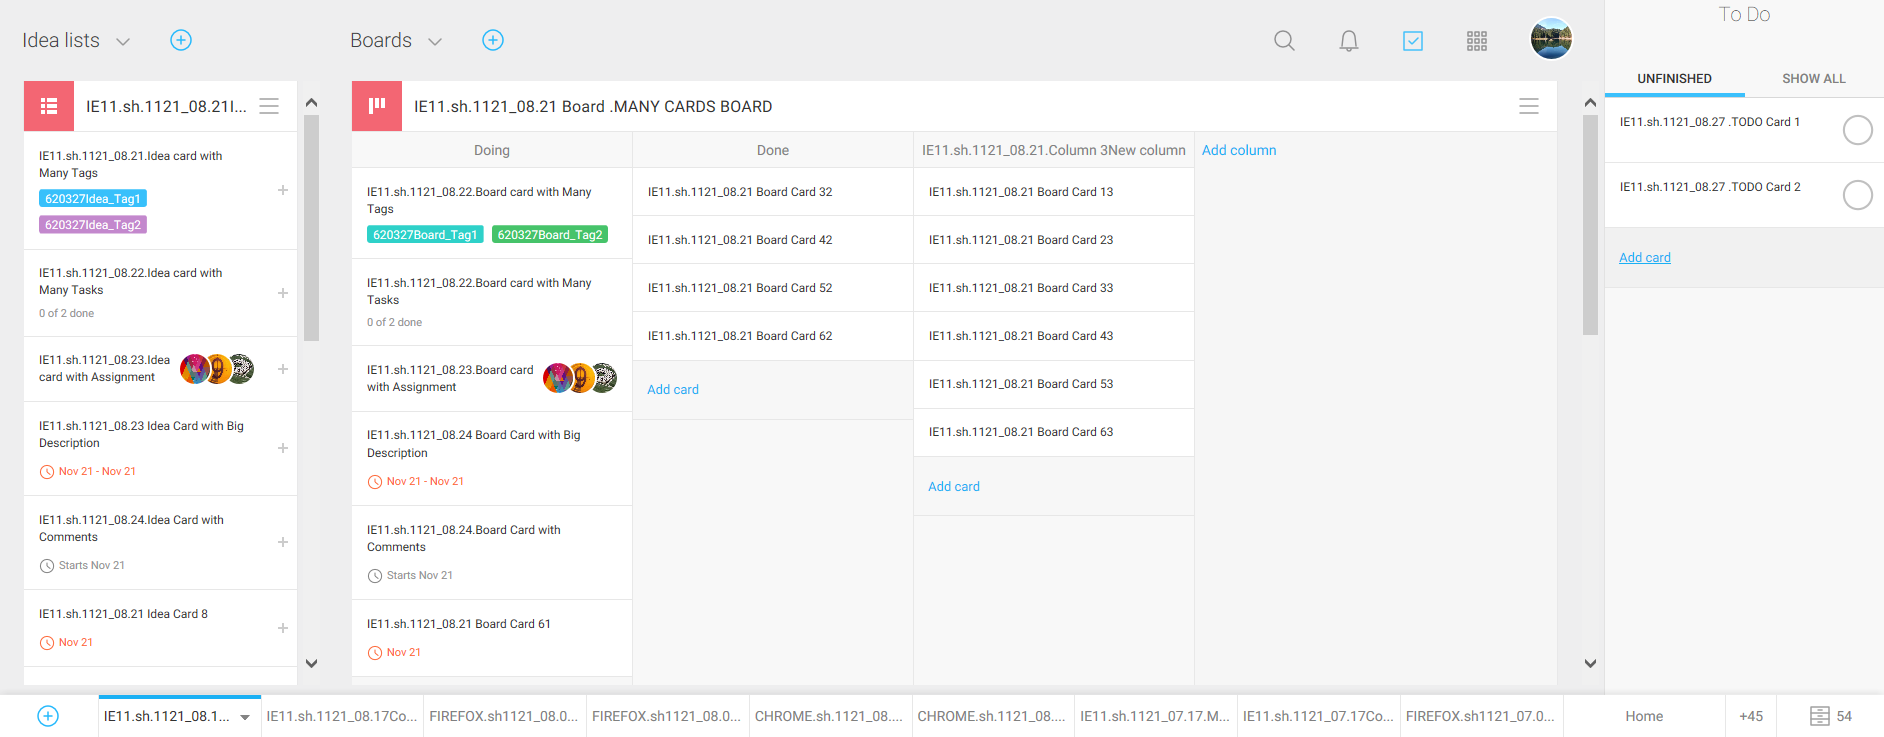 Idea lists
Boards
To Do
UNFINISHED
SHOW ALL
IE11.sh.1121_08.21I...
IE11.sh.1121_08.21.Idea card with
Many Tags
620327Idea_Tag1
620327Idea_Tag2
IE11.sh.1121_08.22.Idea card with
Many Tasks
0 of 2 done
IE11.sh.1121_08.23.Idea
card with Assignment
IE11.sh.1121_08.23 Idea Card with Big
Description
Nov 21 - Nov 21
IE11.sh.1121_08.24.Idea Card with
Comments
Starts Nov 21
IE11.sh.1121_08.21 Idea Card 8
Nov 21
IE11.sh.1121_08.21 Board .MANY CARDS BOARD
Doing
IE11.sh.1121_08.22.Board card with Many
Tags
620327Board_Tag1
620327Board_Tag2
IE11.sh.1121_08.22.Board card with Many
Tasks
0 of 2 done
IE11.sh.1121_08.23.Board card
with Assignment
IE11.sh.1121_08.24 Board Card with Big
Description
Nov 21 - Nov 21
IE11.sh.1121_08.24.Board Card with
Comments
Starts Nov 21
IE11.sh.1121_08.21 Board Card 61
Nov 21
Done
IE11.sh.1121_08.21 Board Card 32
IE11.sh.1121_08.21 Board Card 42
IE11.sh.1121_08.21 Board Card 52
IE11.sh.1121_08.21 Board Card 62
Add card
IE11.sh.1121_08.21.Column 3New column
IE11.sh.1121_08.21 Board Card 13
IE11.sh.1121_08.21 Board Card 23
IE11.sh.1121_08.21 Board Card 33
IE11.sh.1121_08.21 Board Card 43
IE11.sh.1121_08.21 Board Card 53
IE11.sh.1121_08.21 Board Card 63
Add card
Add column
IE11.sh.1121_08.27 .TODO Card 1
IE11.sh.1121_08.27 .TODO Card 2
Add card
IE11.sh.1121_08.1...
IE11.sh.1121_08.17Co...
FIREFOX.sh1121_08.0...
FIREFOX.sh1121_08.0...
CHROME.sh.1121_08....
CHROME.sh.1121_08....
IE11.sh.1121_07.17.M...
IE11.sh.1121_07.17Co...
FIREFOX.sh1121_07.0...
Home
+45
54